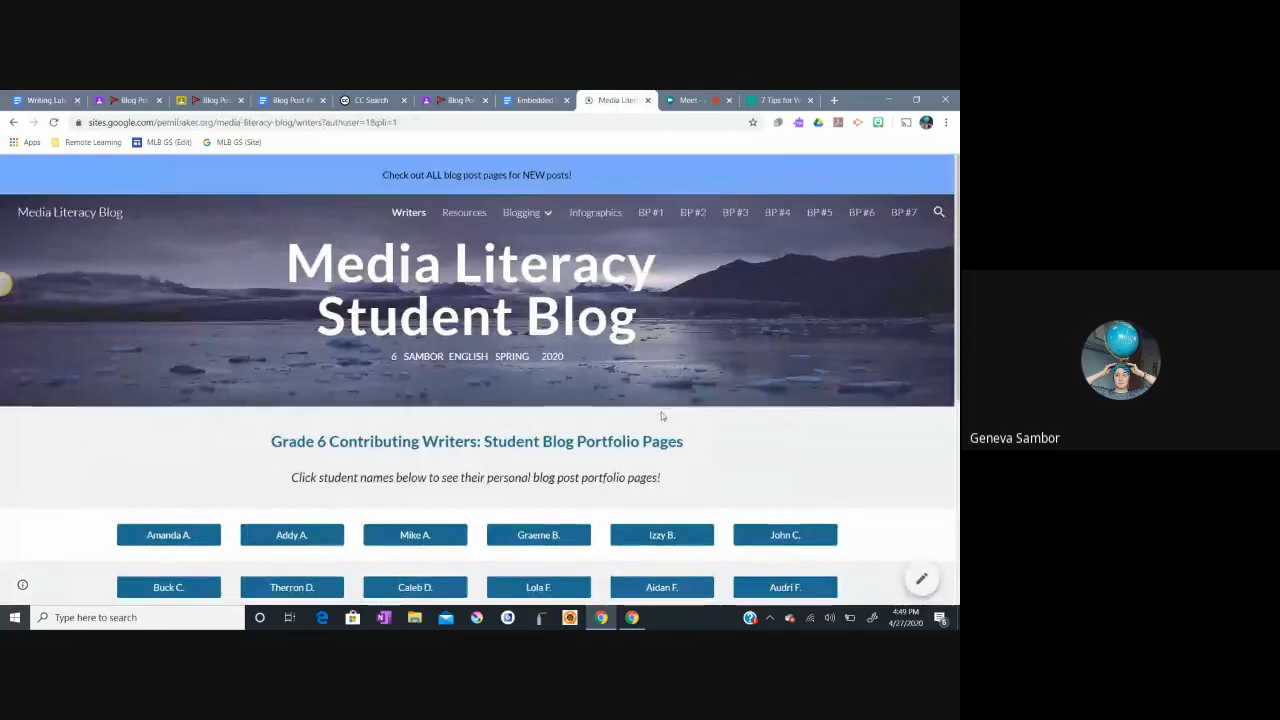 Writing Lab
Blog Po
Blog Po
Blog Post #
CC Search
Blog Po
Embedded
Media Liter
Meet -
7 Tips for W
sites.google.com/pemibaker.org/media-literacy-blog/writers?authuser=1&pli=1
Apps
Remote Learning
MLB GS (Edit)
MLB GS (Site)
Check out ALL blog post pages for NEW posts!
Media Literacy Blog
Writers
Resources
Blogging
Infographics
BP #1
BP #2
BP #3
BP #4
BP #5
BP #6
BP #7
Media Literacy
Student Blog
6 SAMBOR ENGLISH SPRING 2020
Grade 6 Contributing Writers: Student Blog Portfolio Pages
Click student names below to see their personal blog post portfolio pages!
Amanda A.
Addy A.
Mike A.
Graeme B.
Izzy B.
John C.
Buck C.
Therron D.
Caleb D.
Lola F.
Aidan F.
Audri F.
Type here to search
4:49 PM
4/27/2020
Geneva Sambor